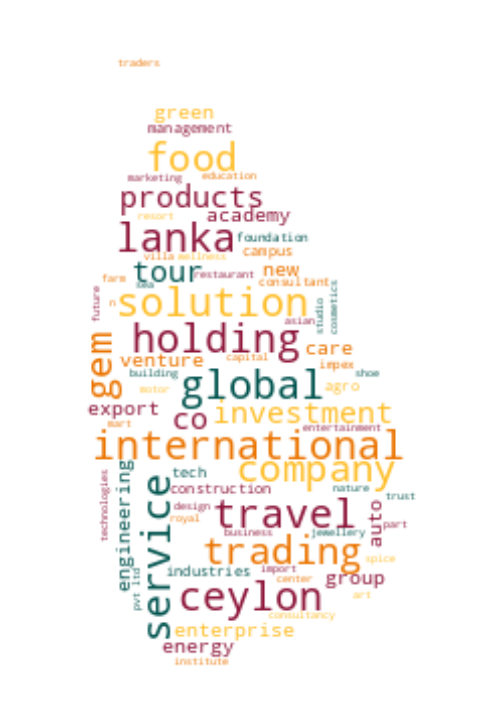 traders
green
management
food
marketing education
products
resort academy
lanka foundation
villa wellness campus
tour restaurant new
farm sea consultant
future n solution studio cosmetics
asian
holding care
gem venture capital impex
building global shoe
motor agro
export co investment
mart entertainment
international
company
technologies engineering service tech
construction nature trust
design travel auto part
royal
business jewellery
trading spice
pvt ltd industries import group
center
ceylon art
consultancy
enterprise
energy
institute